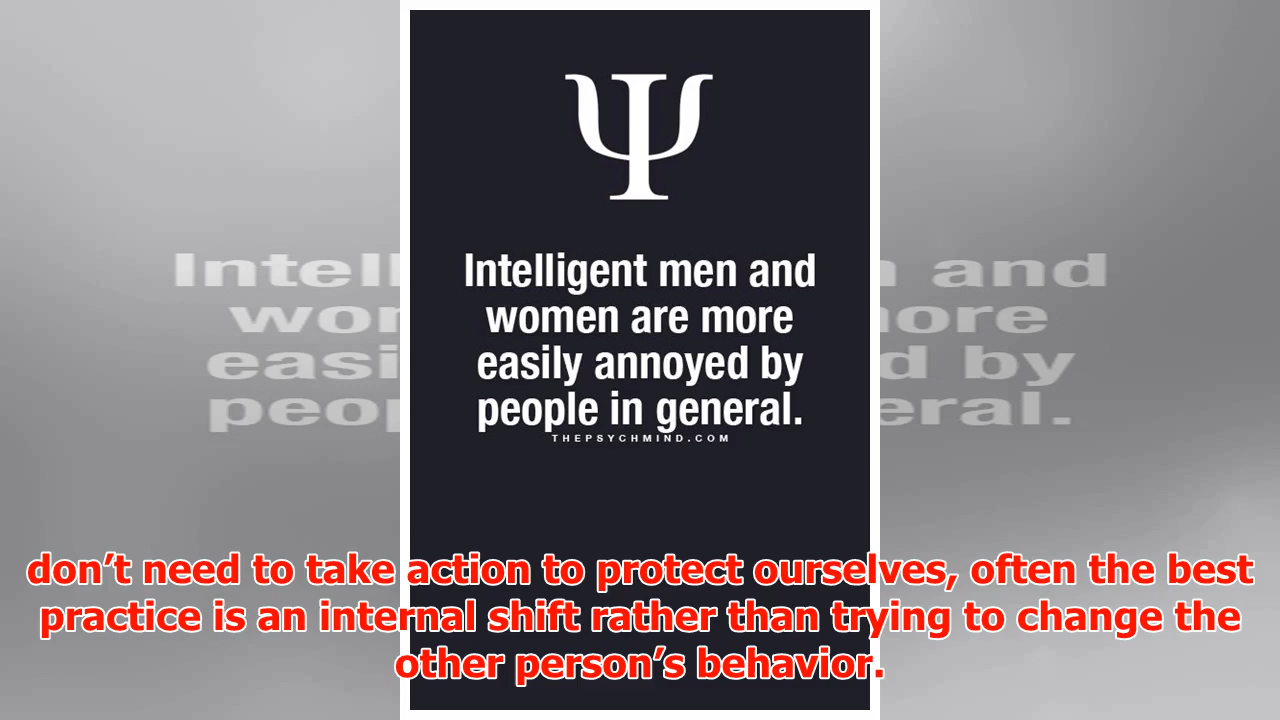 Ψ
Intelligent men and
women are more
easily annoyed by
people in general.
THEPSYCHMIND.COM
don’t need to take action to protect ourselves, often the best
practice is an internal shift rather than trying to change the
other person’s behavior.